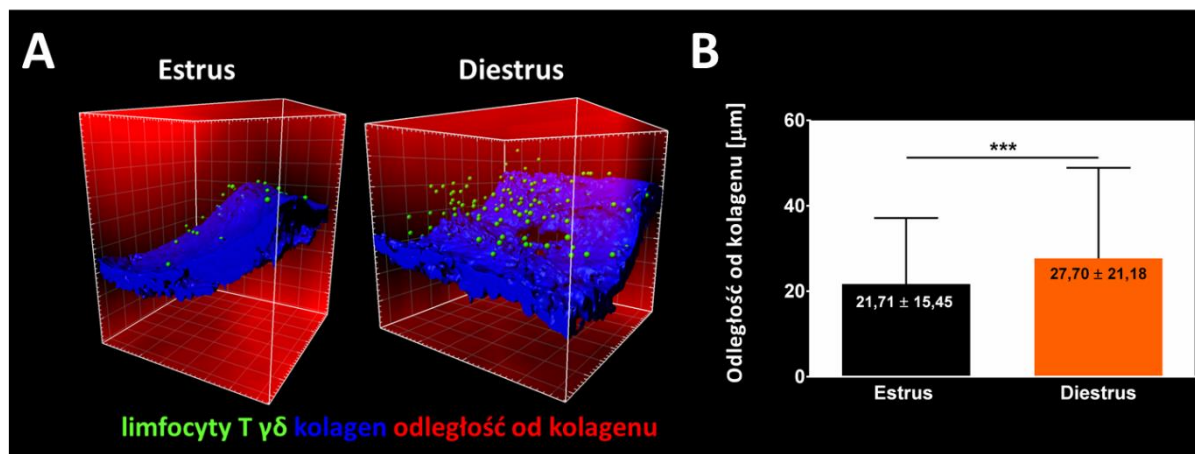 A
Estrus
Diestrus
limfocyty T γδ kolagen odległość od kolagenu
B
Odległość od kolagenu [μm]
60
40
20
0
***
21,71 ± 15,45
27,70 ± 21,18
Estrus
Diestrus